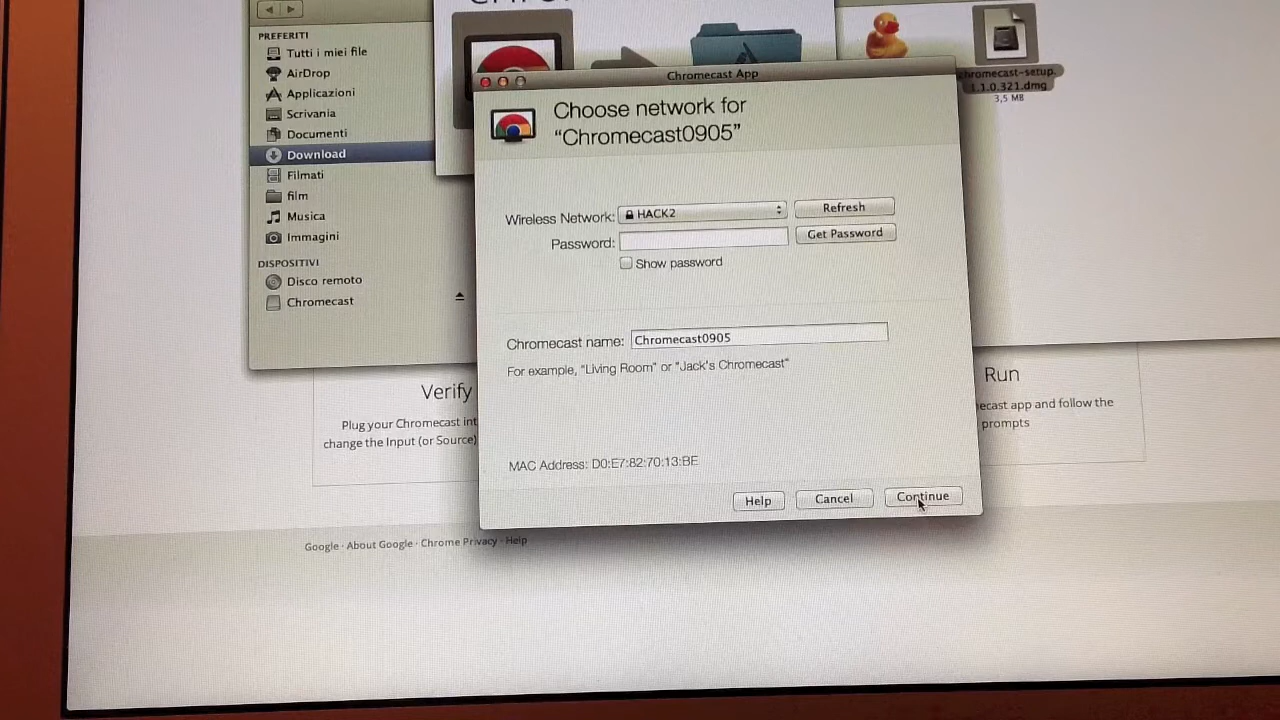 PREFERITI
Tutti i miei file
AirDrop
Applicazioni
Scrivania
Documenti
Download
Filmati
film
Musica
Immagini
DISPOSITIVI
Disco remoto
Chromecast
chromecast-setup.
1.1.0.321.dmg
3,5 MB
Chromecast App
Choose network for
“Chromecast0905”
Wireless Network: HACK2 Refresh
Password: Get Password
Show password
Chromecast name: Chromecast0905
For example, "Living Room" or "Jack's Chromecast"
MAC Address: D0:E7:82:70:13:BE
Help Cancel Continue
Verify
Plug your Chromecast int
change the Input (or Source)
Run
ecast app and follow the
prompts
Google · About Google · Chrome Privacy · Help